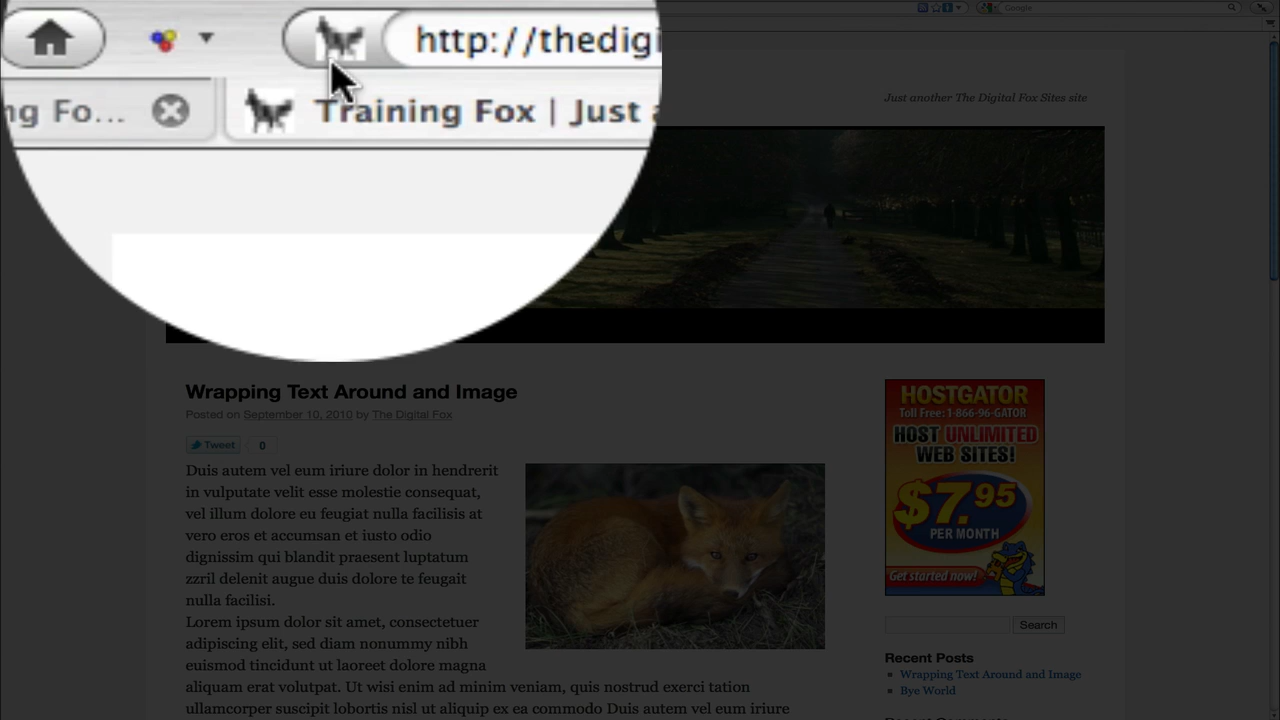 Google
http://thedigi
ng Fo...
Training Fox | Just a
Just another The Digital Fox Sites site
Wrapping Text Around and Image
Posted on September 10, 2010 by The Digital Fox
Tweet
0
Duis autem vel eum iriure dolor in hendrerit
in vulputate velit esse molestie consequat,
vel illum dolore eu feugiat nulla facilisis at
vero eros et accumsan et iusto odio
dignissim qui blandit praesent luptatum
zzril delenit augue duis dolore te feugait
nulla facilisi.
Lorem ipsum dolor sit amet, consectetuer
adipiscing elit, sed diam nonummy nibh
euismod tincidunt ut laoreet dolore magna
aliquam erat volutpat. Ut wisi enim ad minim veniam, quis nostrud exerci tation
ullamcorper suscipit lobortis nisl ut aliquip ex ea commodo Duis autem vel eum iriure
HOSTGATOR
Toll Free: 1-866-96-GATOR
HOST UNLIMITED
WEB SITES!
$7.95
PER MONTH
Get started now!
Search
Recent Posts
Wrapping Text Around and Image
Bye World
Recent Comments